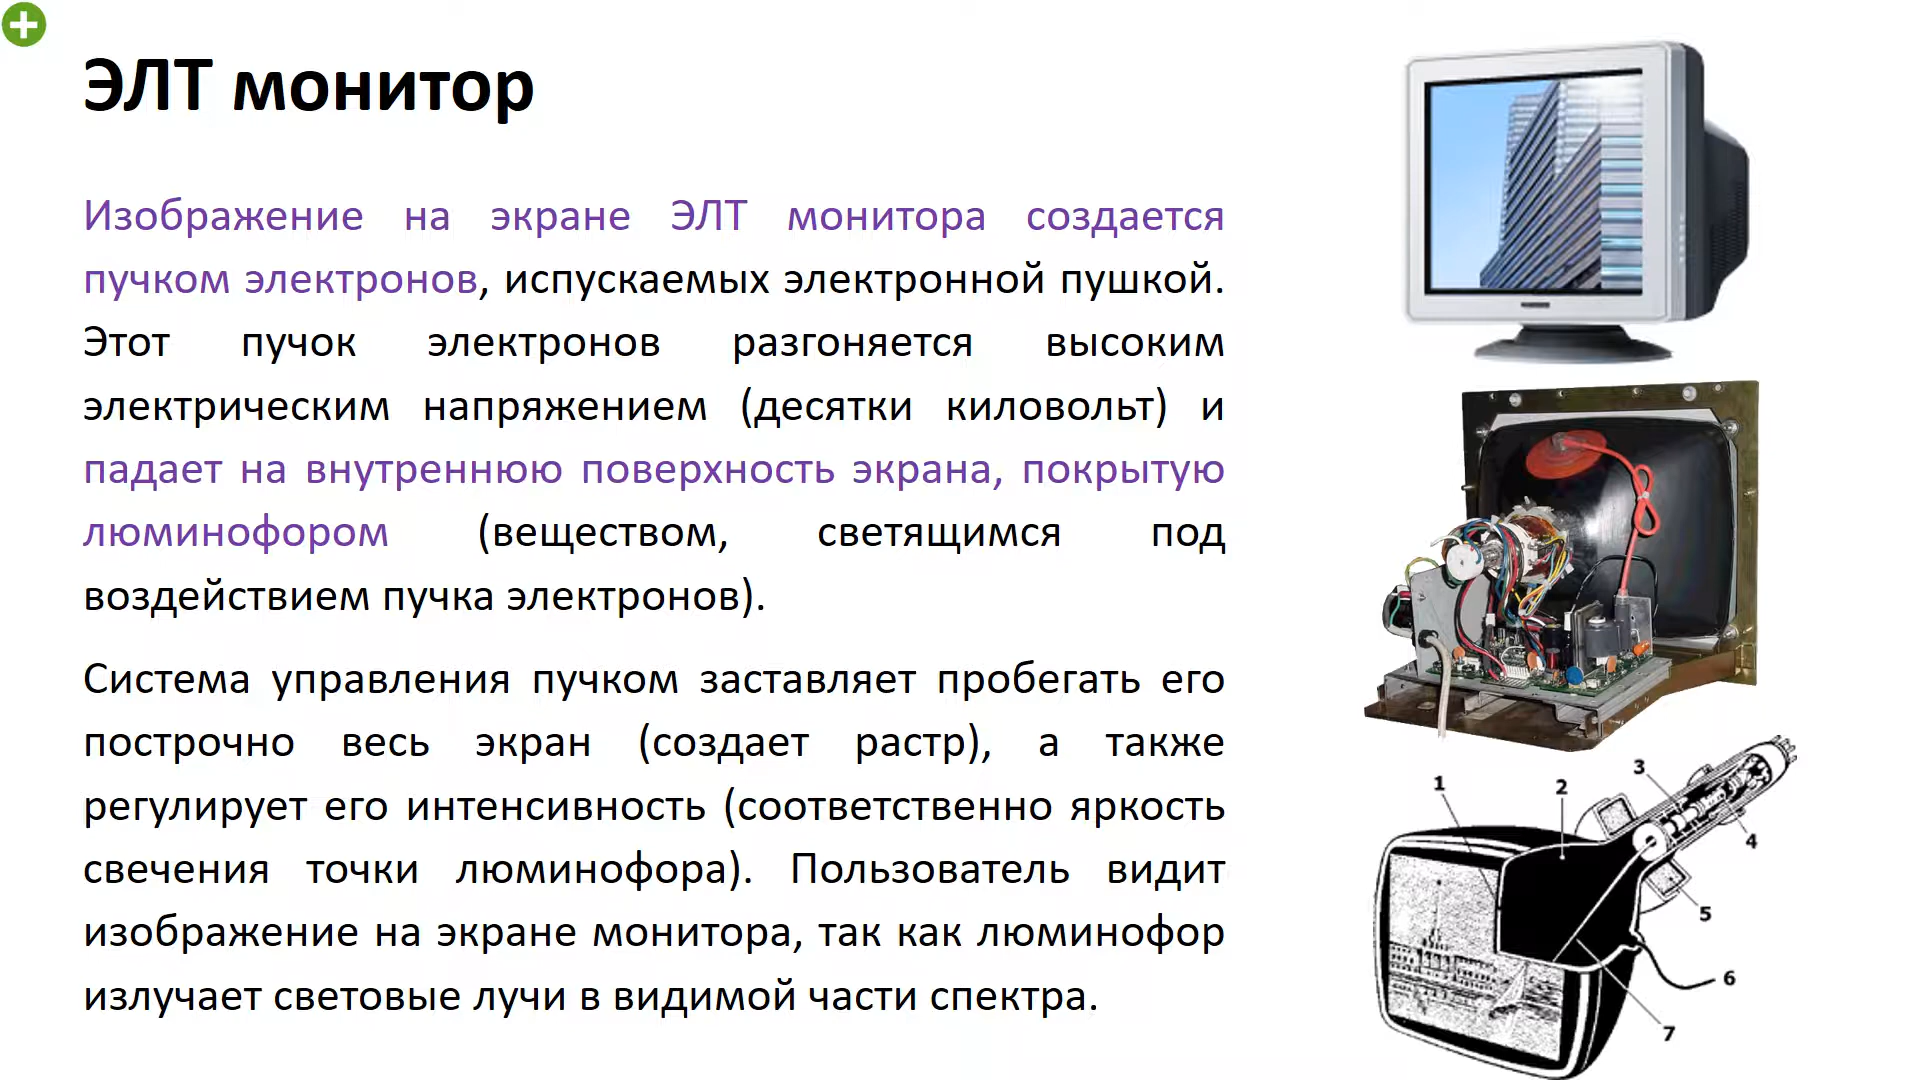 ЭЛТ монитор
Изображение на экране ЭЛТ монитора создается
пучком электронов, испускаемых электронной пушкой.
Этот пучок электронов разгоняется высоким
электрическим напряжением (десятки киловольт) и
падает на внутреннюю поверхность экрана, покрытую
люминофором (веществом, светящимся под
воздействием пучка электронов).
Система управления пучком заставляет пробегать его
построчно весь экран (создает растр), а также
регулирует его интенсивность (соответственно яркость
свечения точки люминофора). Пользователь видит
изображение на экране монитора, так как люминофор
излучает световые лучи в видимой части спектра.
1
2
3
4
5
6
7